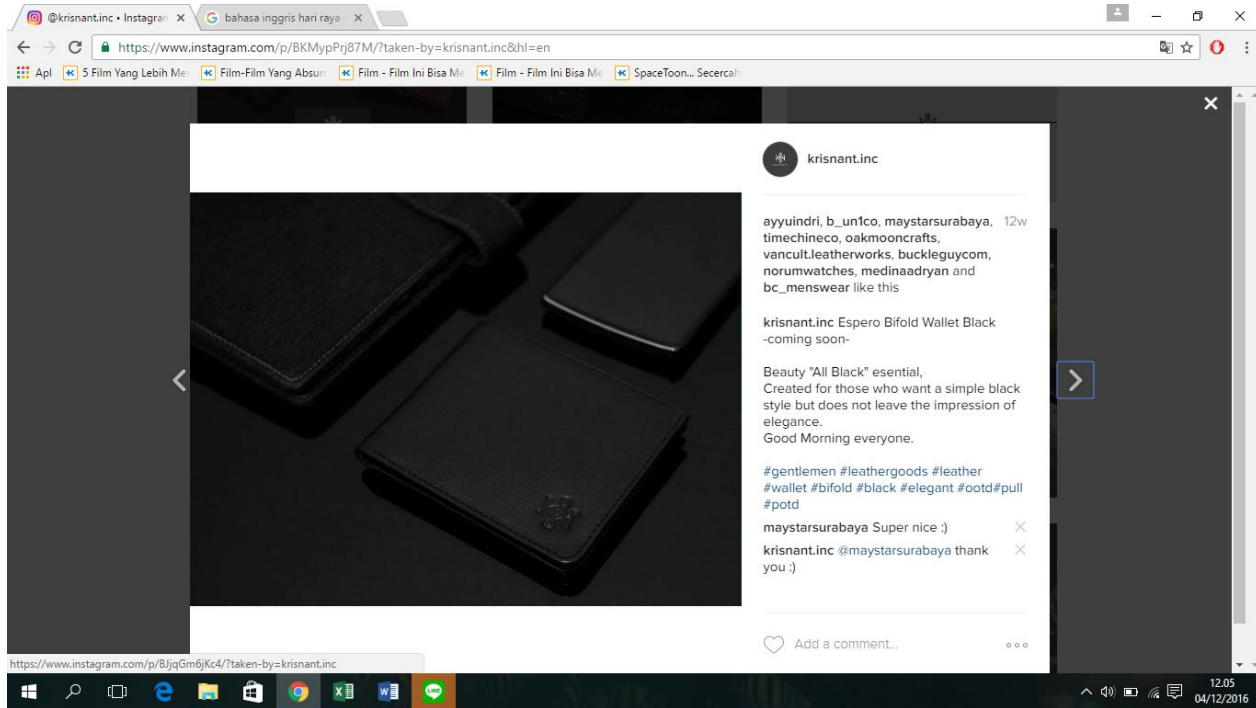 @krisnant.inc • Instagran
bahasa inggris hari raya -
https://www.instagram.com/p/BKMypPrj87M/?taken-by=krisnant.inc&hl=en
Apl
5 Film Yang Lebih Me
Film-Film Yang Absurd
Film - Film Ini Bisa Me
Film - Film Ini Bisa Me
SpaceToon... Secercah
krisnant.inc
ayyuindri, b_un1co, maystarsurabaya, 12w
timechineco, oakmooncrafts,
vancult.leatherworks, buckleguycom,
norumwatches, medinaadryan and
bc_menswear like this
krisnant.inc Espero Bifold Wallet Black
-coming soon-
Beauty "All Black" esential,
Created for those who want a simple black
style but does not leave the impression of
elegance.
Good Morning everyone.
#gentlemen #leathergoods #leather
#wallet #bifold #black #elegant #ootd#pull
#potd
maystarsurabaya Super nice :)
krisnant.inc @maystarsurabaya thank
you :)
Add a comment...
https://www.instagram.com/p/BJjqGm6jKc4/?taken-by=krisnant.inc
LINE
12.05
04/12/2016